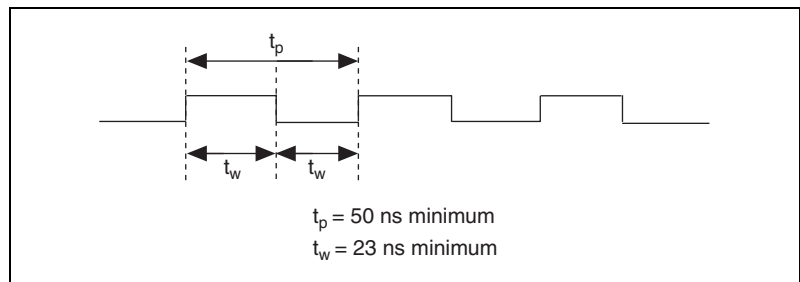 tp
tw tw
tp = 50 ns minimum
tw = 23 ns minimum